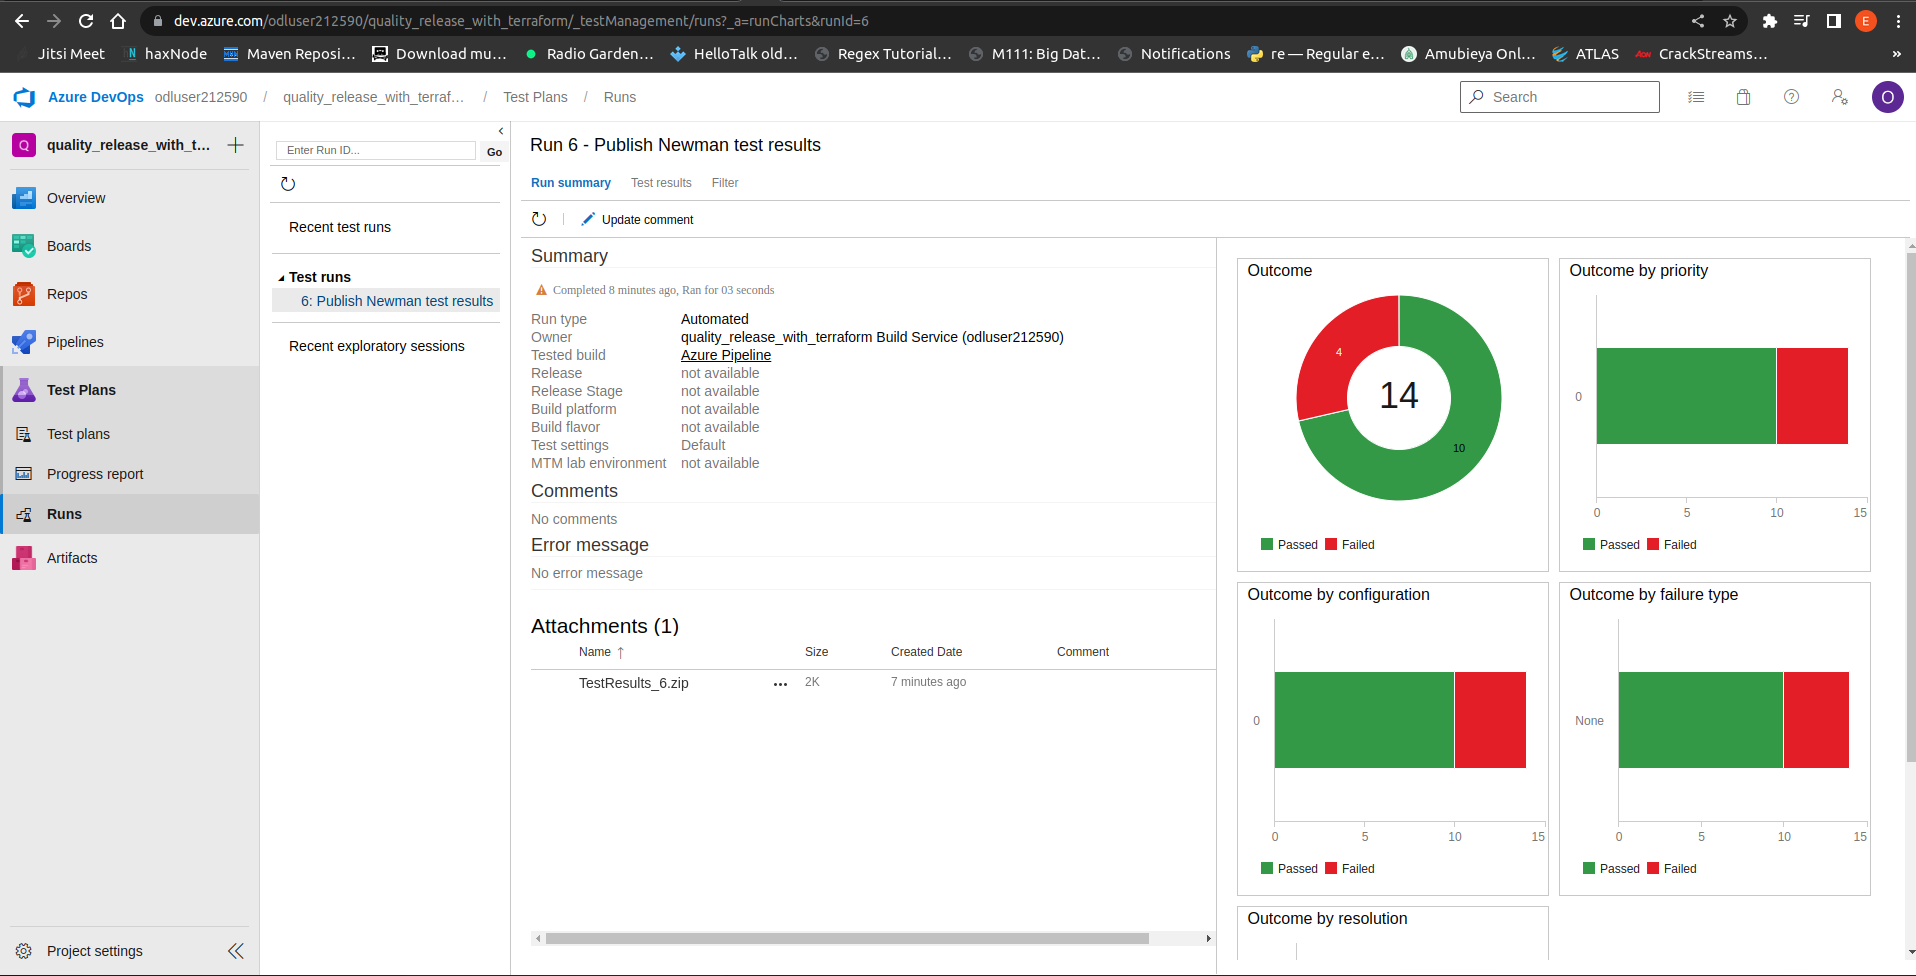 dev.azure.com/odluser212590/quality_release_with_terraform/_testManagement/runs?_a=runCharts&runId=6
E
Jitsi Meet
haxNode
Maven Reposi...
Download mu...
Radio Garden...
HelloTalk old...
Regex Tutorial...
M111: Big Dat...
Notifications
re — Regular e...
Amubieya Onl...
ATLAS
CrackStreams...
»
Azure DevOps odluser212590 / quality_release_with_terraf... / Test Plans / Runs
Search
O
Q quality_release_with_t...
Overview
Boards
Repos
Pipelines
Test Plans
Test plans
Progress report
Runs
Artifacts
Project settings
Enter Run ID...
Go
Recent test runs
Test runs
6: Publish Newman test results
Recent exploratory sessions
Run 6 - Publish Newman test results
Run summary Test results Filter
Update comment
Summary
Completed 8 minutes ago, Ran for 03 seconds
Run type Automated
Owner quality_release_with_terraform Build Service (odluser212590)
Tested build Azure Pipeline
Release not available
Release Stage not available
Build platform not available
Build flavor not available
Test settings Default
MTM lab environment not available
Comments
No comments
Error message
No error message
Attachments (1)
Name ↑ Size Created Date Comment
TestResults_6.zip ... 2K 7 minutes ago
Outcome
4
14
10
Passed Failed
Outcome by priority
0
0 5 10 15
Passed Failed
Outcome by configuration
0
0 5 10 15
Passed Failed
Outcome by failure type
None
0 5 10 15
Passed Failed
Outcome by resolution